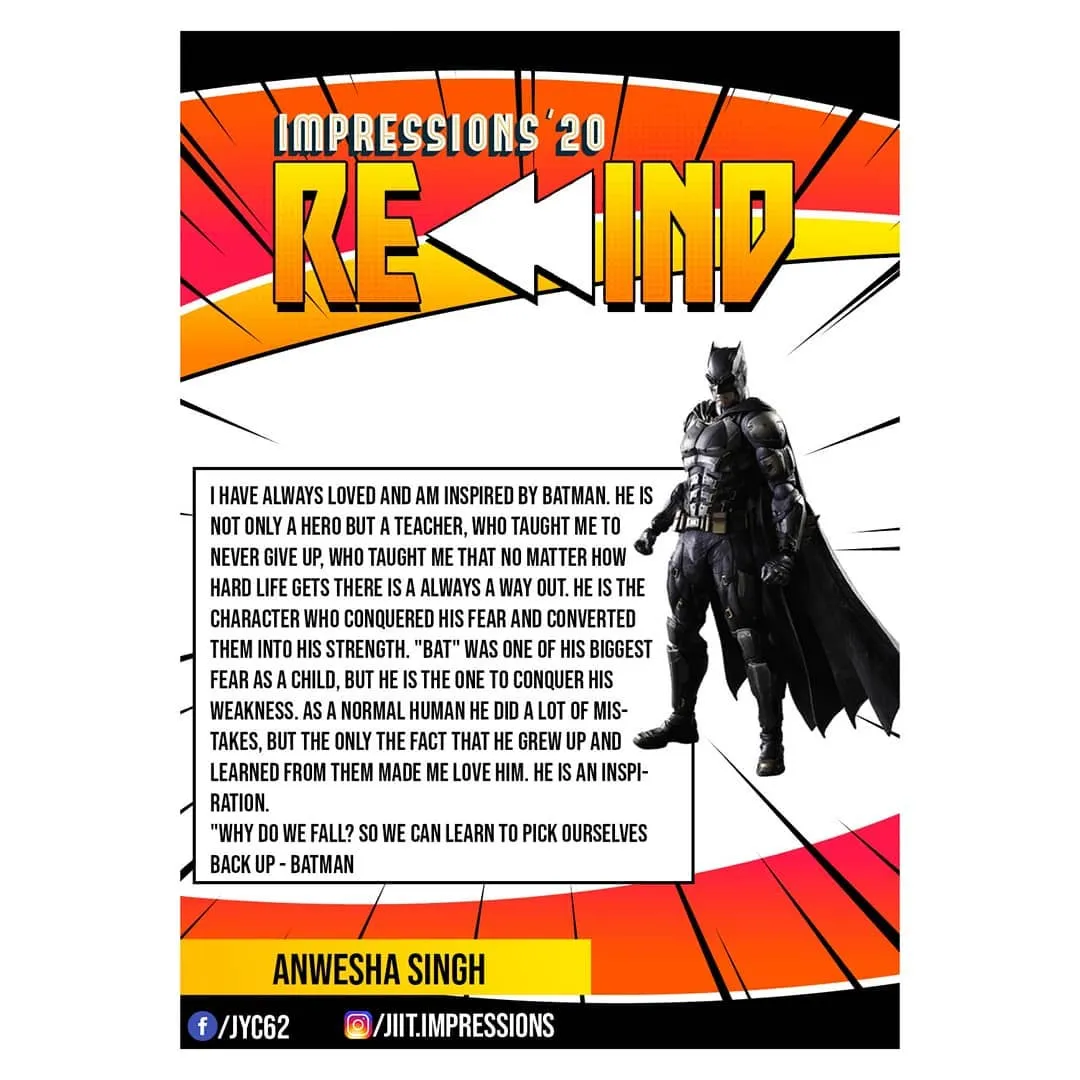 IMPRESSIONS '20
REWIND
I HAVE ALWAYS LOVED AND AM INSPIRED BY BATMAN. HE IS
NOT ONLY A HERO BUT A TEACHER, WHO TAUGHT ME TO
NEVER GIVE UP, WHO TAUGHT ME THAT NO MATTER HOW
HARD LIFE GETS THERE IS A ALWAYS A WAY OUT. HE IS THE
CHARACTER WHO CONQUERED HIS FEAR AND CONVERTED
THEM INTO HIS STRENGTH. "BAT" WAS ONE OF HIS BIGGEST
FEAR AS A CHILD, BUT HE IS THE ONE TO CONQUER HIS
WEAKNESS. AS A NORMAL HUMAN HE DID A LOT OF MIS-
TAKES, BUT THE ONLY THE FACT THAT HE GREW UP AND
LEARNED FROM THEM MADE ME LOVE HIM. HE IS AN INSPI-
RATION.
"WHY DO WE FALL? SO WE CAN LEARN TO PICK OURSELVES
BACK UP - BATMAN
ANWESHA SINGH
/JYC62 /JIIT.IMPRESSIONS